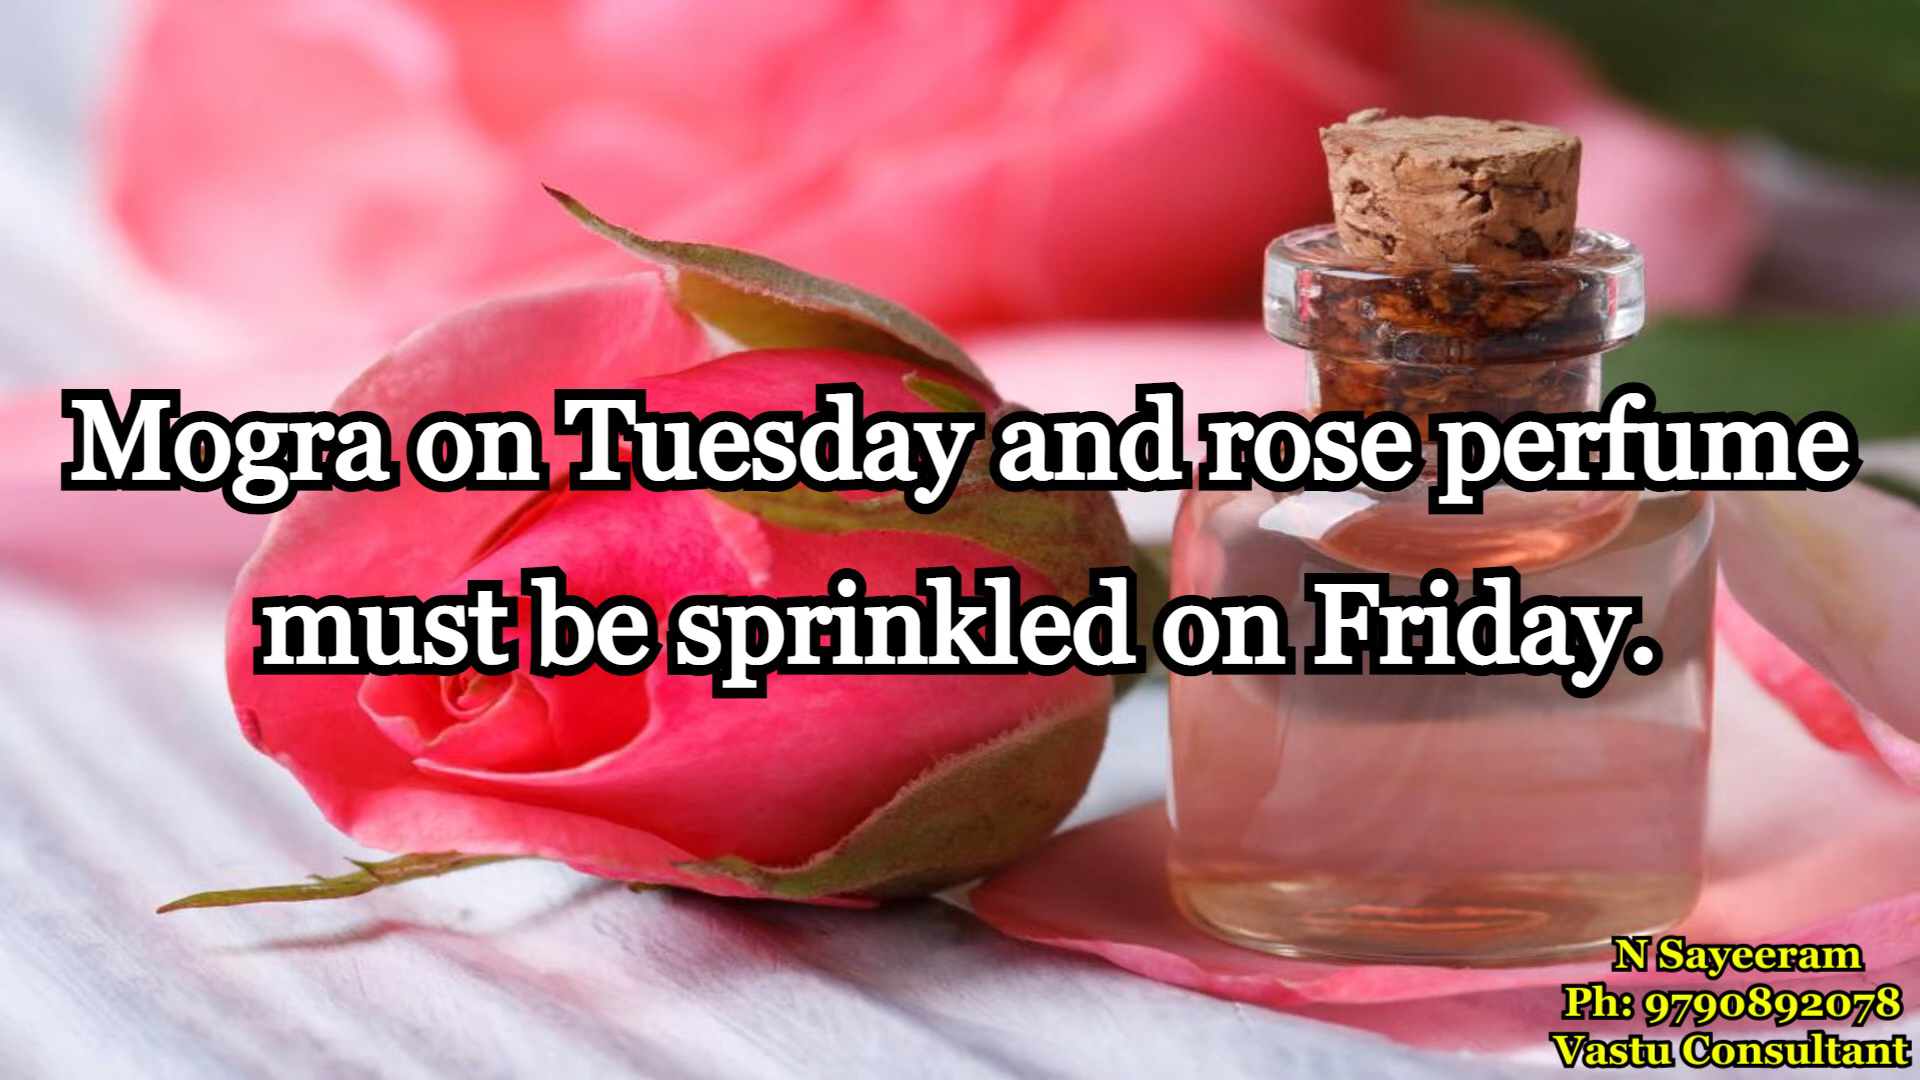 Mogra on Tuesday and rose perfume
must be sprinkled on Friday.
N Sayeeram
Ph: 9790892078
Vastu Consultant